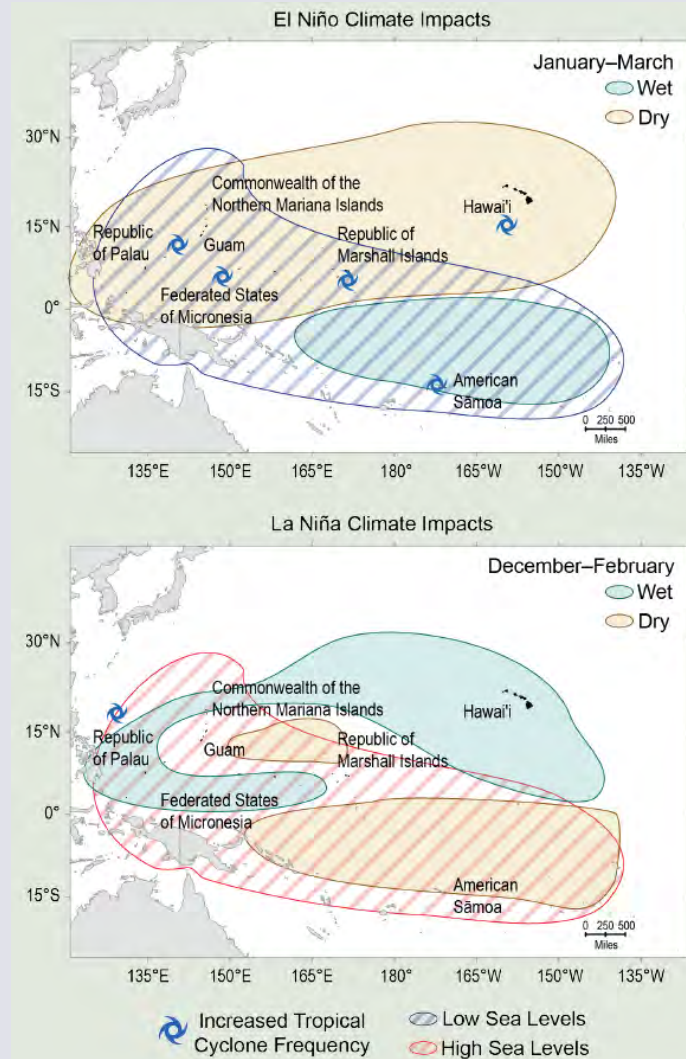 El Niño Climate Impacts
January–March
Wet
Dry
30°N
15°N
0°
15°S
Commonwealth of the
Northern Mariana Islands
Hawai'i
Republic
of Palau
Guam
Republic of
Marshall Islands
Federated States
of Micronesia
American
Sāmoa
0 250 500
Miles
135°E 150°E 165°E 180° 165°W 150°W 135°W
La Niña Climate Impacts
December–February
Wet
Dry
30°N
15°N
0°
15°S
Commonwealth of the
Northern Mariana Islands
Hawai'i
Republic
of Palau
Guam
Republic of
Marshall Islands
Federated States
of Micronesia
American
Sāmoa
0 250 500
Miles
135°E 150°E 165°E 180° 165°W 150°W 135°W
Increased Tropical
Cyclone Frequency
Low Sea Levels
High Sea Levels